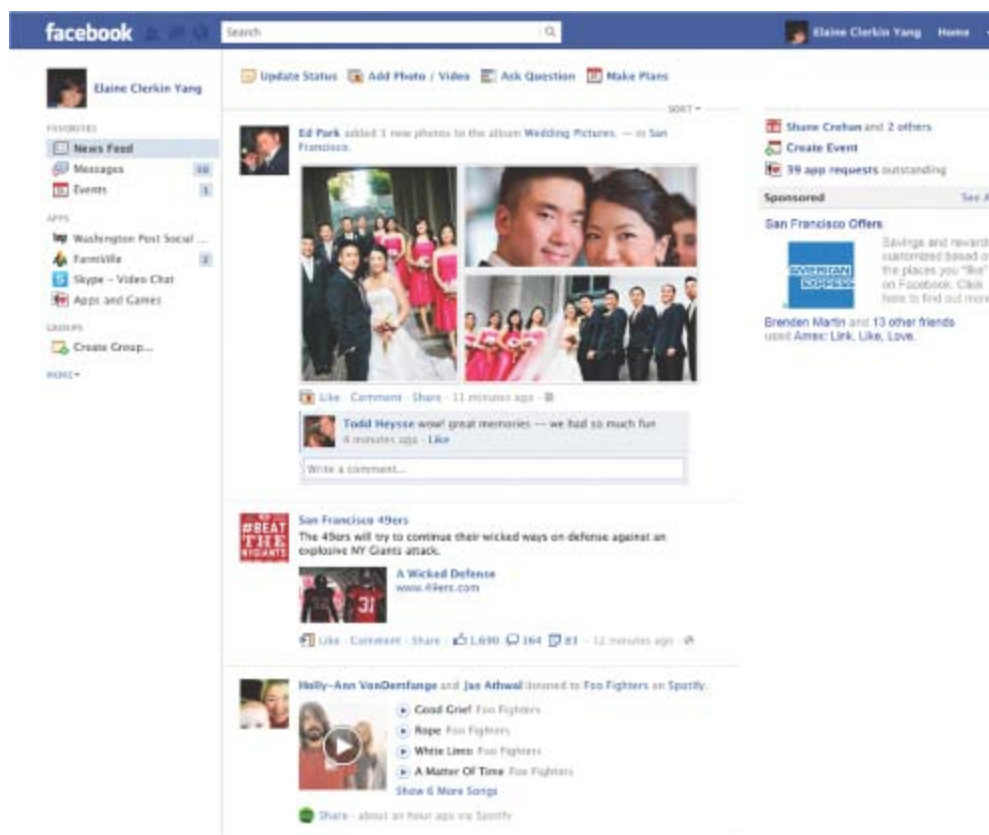 facebook
Search
Elaine Clerkin Yang
Home
Elaine Clerkin Yang
FAVORITES
News Feed
Messages
10
Events
1
APPS
Washington Post Social ...
FarmVille
2
Skype - Video Chat
Apps and Games
GROUPS
Create Group...
MORE
Update Status
Add Photo / Video
Ask Question
Make Plans
SORT
Ed Park added 3 new photos to the album Wedding Pictures. — in San
Francisco.
Like · Comment · Share · 11 minutes ago
Todd Heysse wow! great memories -- we had so much fun
4 minutes ago · Like
Write a comment...
#BEAT
THE
NYGIANTS
San Francisco 49ers
The 49ers will try to continue their wicked ways on defense against an
explosive NY Giants attack.
31
A Wicked Defense
www.49ers.com
Like · Comment · Share · 1,690 164 83 · 12 minutes ago
Holly-Ann VonDemfange and Jas Athwal listened to Foo Fighters on Spotify.
Good Grief Foo Fighters
Rope Foo Fighters
White Limo Foo Fighters
A Matter Of Time Foo Fighters
Show 6 More Songs
Share · about an hour ago via Spotify
Shane Crehan and 2 others
Create Event
39 app requests outstanding
Sponsored
See
San Francisco Offers
AMERICAN
EXPRESS
Savings and rewards
customized based
the places you "like"
on Facebook. Click
here to find out more
Brenden Martin and 13 other friends
used Amex: Link, Like, Love.